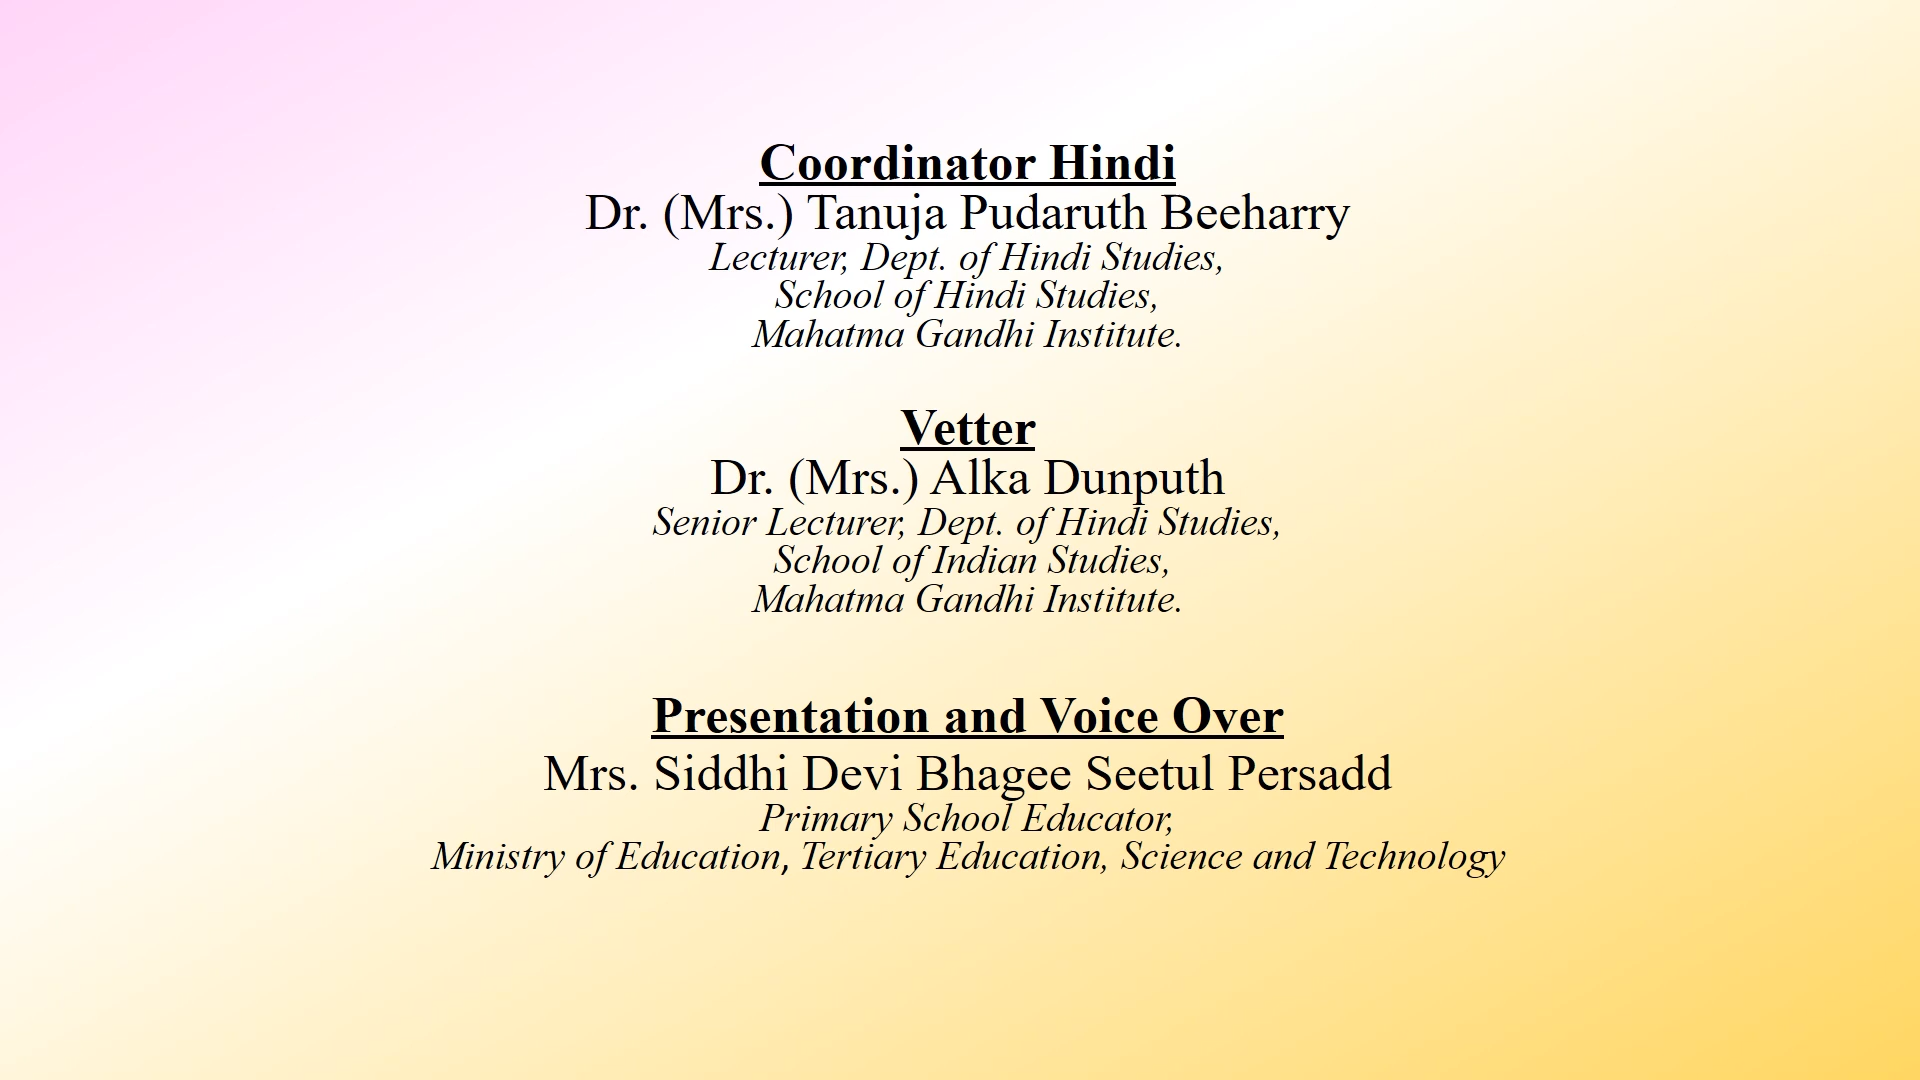 Coordinator Hindi
Dr. (Mrs.) Tanuja Pudaruth Beeharry
Lecturer, Dept. of Hindi Studies,
School of Hindi Studies,
Mahatma Gandhi Institute.
Vetter
Dr. (Mrs.) Alka Dunputh
Senior Lecturer, Dept. of Hindi Studies,
School of Indian Studies,
Mahatma Gandhi Institute.
Presentation and Voice Over
Mrs. Siddhi Devi Bhagee Seetul Persadd
Primary School Educator,
Ministry of Education, Tertiary Education, Science and Technology